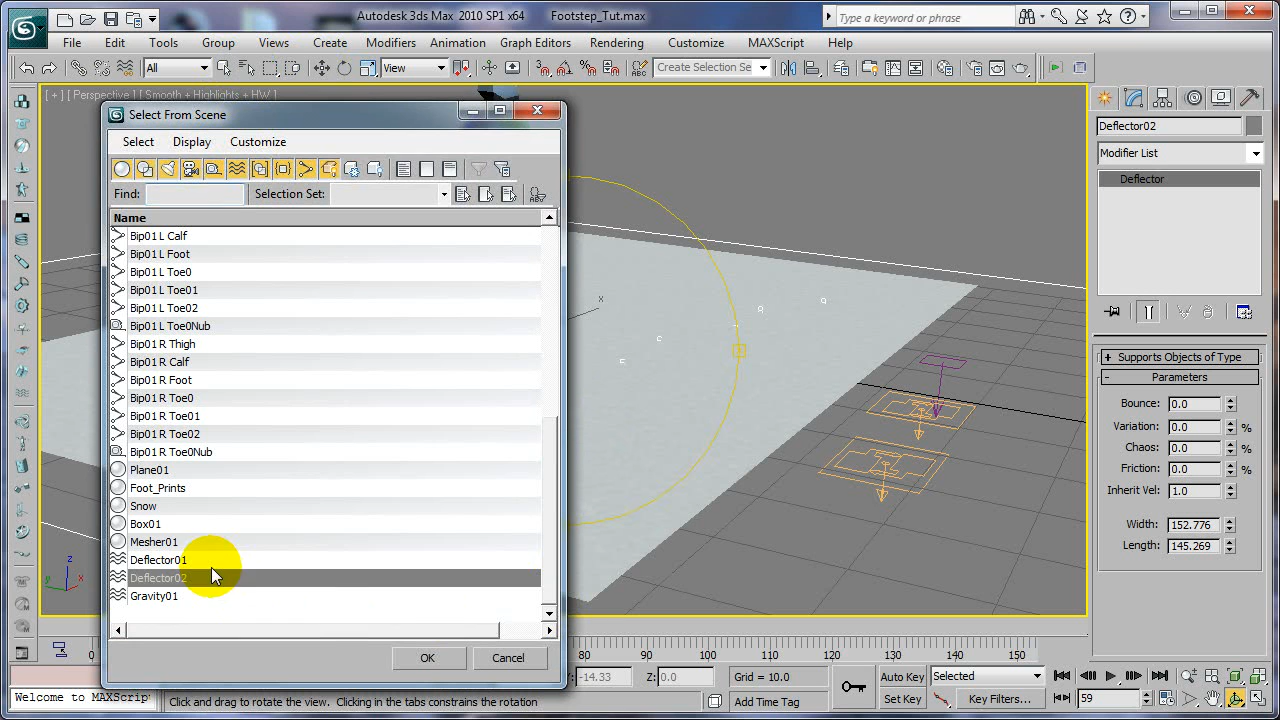 Autodesk 3ds Max 2010 SP1 x64 Footstep_Tut.max
Type a keyword or phrase
File Edit Tools Group Views Create Modifiers Animation Graph Editors Rendering Customize MAXScript Help
All View Create Selection Se
[ + ] [ Perspective ] [ Smooth + Highlights + HW ]
Select From Scene
Select Display Customize
Find: Selection Set:
Name
Bip01 L Calf
Bip01 L Foot
Bip01 L Toe0
Bip01 L Toe01
Bip01 L Toe02
Bip01 L Toe0Nub
Bip01 R Thigh
Bip01 R Calf
Bip01 R Foot
Bip01 R Toe0
Bip01 R Toe01
Bip01 R Toe02
Bip01 R Toe0Nub
Plane01
Foot_Prints
Snow
Box01
Mesher01
Deflector01
Deflector02
Gravity01
OK Cancel
x
z
y x
Deflector02
Modifier List
Deflector
+ Supports Objects of Type
- Parameters
Bounce: 0.0
Variation: 0.0 %
Chaos: 0.0 %
Friction: 0.0 %
Inherit Vel: 1.0
Width: 152.776
Length: 145.269
0 80 90 100 110 120 130 140 150
Y: -14.33 Z: 0.0 Grid = 10.0 Auto Key Selected
Set Key Key Filters... 59
Welcome to MAXScrip
Click and drag to rotate the view. Clicking in the tabs constrains the rotation Add Time Tag